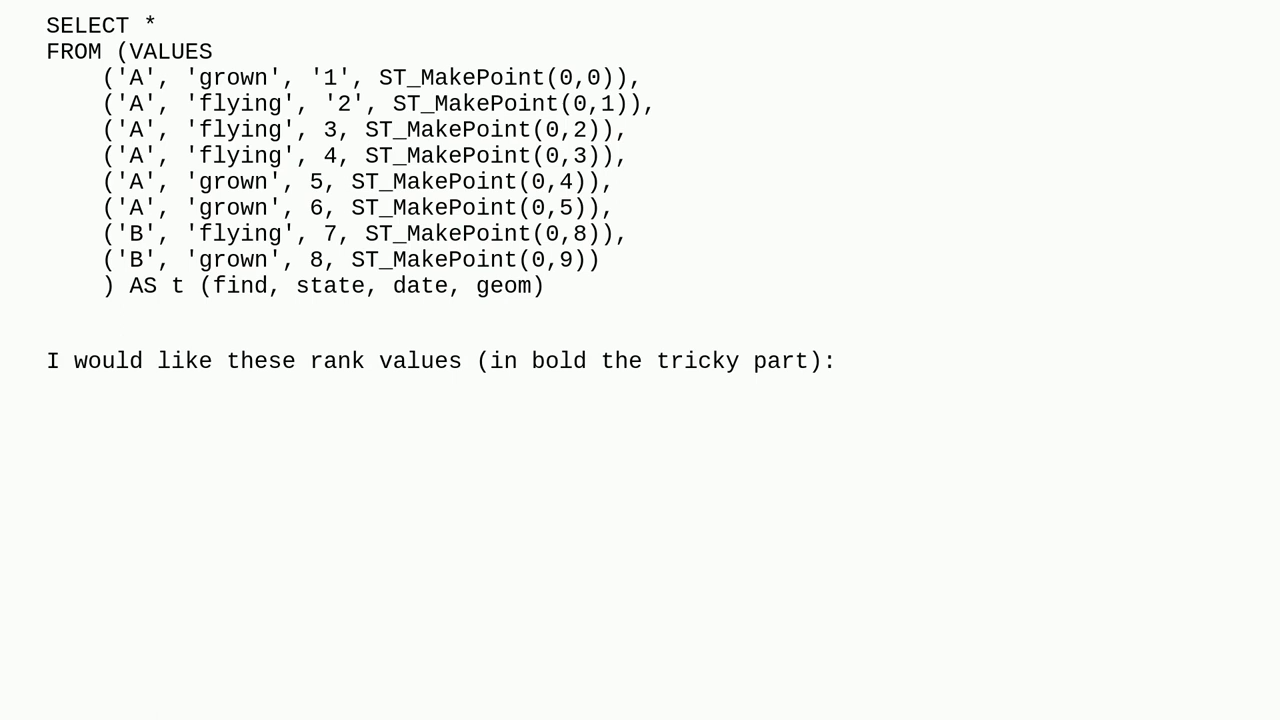 SELECT *
FROM (VALUES
    ('A', 'grown', '1', ST_MakePoint(0,0)),
    ('A', 'flying', '2', ST_MakePoint(0,1)),
    ('A', 'flying', 3, ST_MakePoint(0,2)),
    ('A', 'flying', 4, ST_MakePoint(0,3)),
    ('A', 'grown', 5, ST_MakePoint(0,4)),
    ('A', 'grown', 6, ST_MakePoint(0,5)),
    ('B', 'flying', 7, ST_MakePoint(0,8)),
    ('B', 'grown', 8, ST_MakePoint(0,9))
    ) AS t (find, state, date, geom)
I would like these rank values (in bold the tricky part):